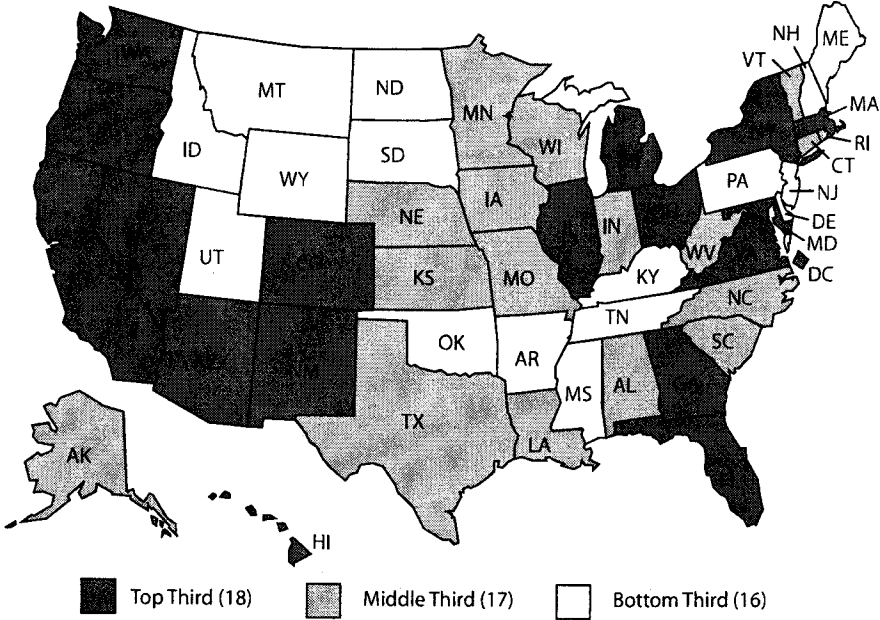 NH
ME
VT
WA
MT
ND
MN
MA
ID
SD
WI
RI
CT
WY
IA
PA
NJ
NE
IN
DE
UT
WV
MD
KS
MO
KY
DC
NC
TN
OK
SC
AR
NM
MS
AL
TX
LA
AK
HI
Top Third (18)
Middle Third (17)
Bottom Third (16)